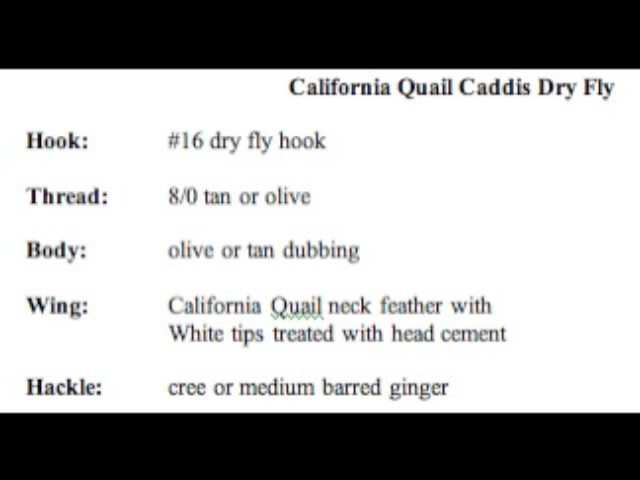 California Quail Caddis Dry Fly
Hook: #16 dry fly hook
Thread: 8/0 tan or olive
Body: olive or tan dubbing
Wing: California Quail neck feather with
White tips treated with head cement
Hackle: cree or medium barred ginger